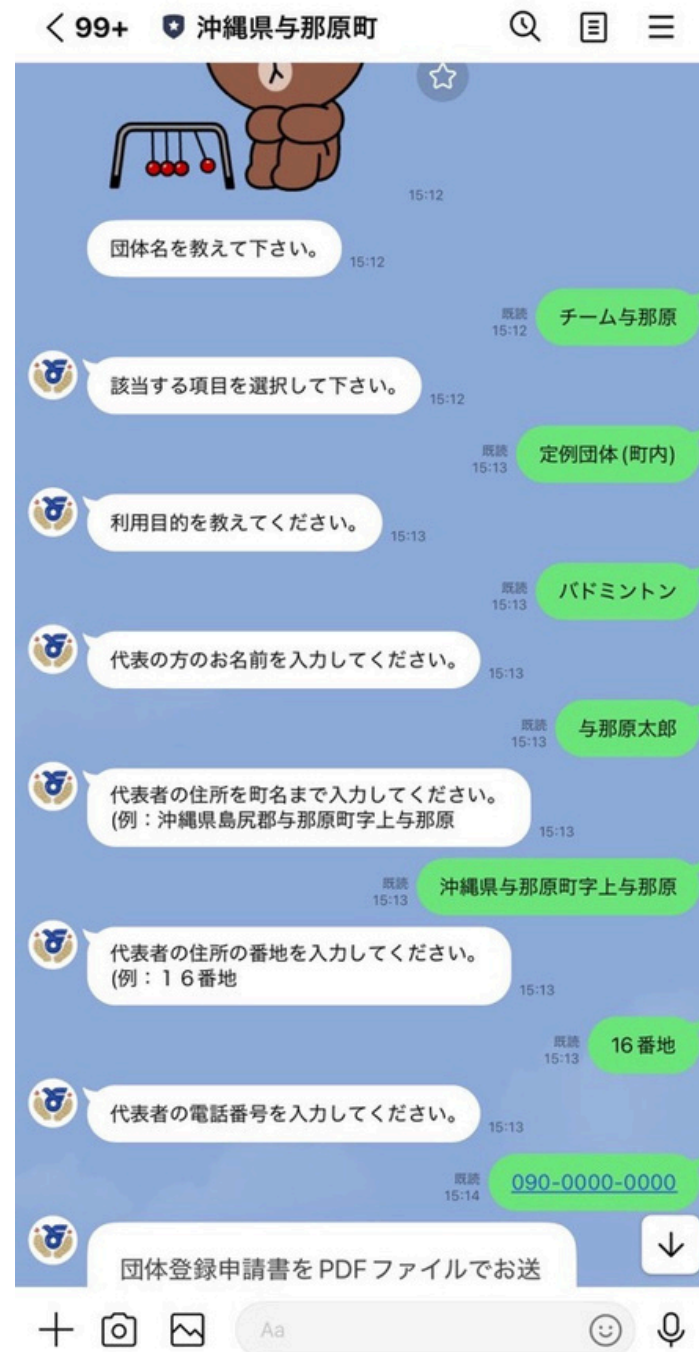 99+ 沖縄県与那原町
15:12
団体名を教えて下さい。
15:12
既読
15:12
チーム与那原
該当する項目を選択して下さい。
15:12
既読
15:13
定例団体(町内)
利用目的を教えてください。
15:13
既読
15:13
バドミントン
代表の方のお名前を入力してください。
15:13
既読
15:13
与那原太郎
代表者の住所を町名まで入力してください。
(例：沖縄県島尻郡与那原町字上与那原
15:13
既読
15:13
沖縄県与那原町字上与那原
代表者の住所の番地を入力してください。
(例：１６番地
15:13
既読
15:13
16番地
代表者の電話番号を入力してください。
15:13
既読
15:14
090-0000-0000
団体登録申請書をPDFファイルでお送
Aa